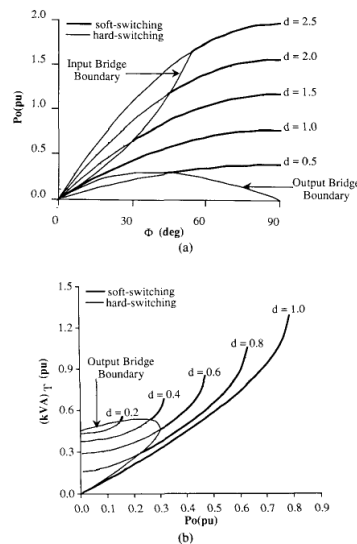 2.0
1.5
1.0
0.5
0.0
Po(pu)
soft-switching
hard-switching
Input Bridge
Boundary
d = 2.5
d = 2.0
d = 1.5
d = 1.0
d = 0.5
Output Bridge
Boundary
0
30
60
90
Φ (deg)
(a)
1.5
1.2
0.9
0.6
0.3
0.0
(kVA)T (pu)
soft-switching
hard-switching
Output Bridge
Boundary
d = 0.2
d = 0.4
d = 0.6
d = 0.8
d = 1.0
0.0 0.1 0.2 0.3 0.4 0.5 0.6 0.7 0.8 0.9
Po(pu)
(b)